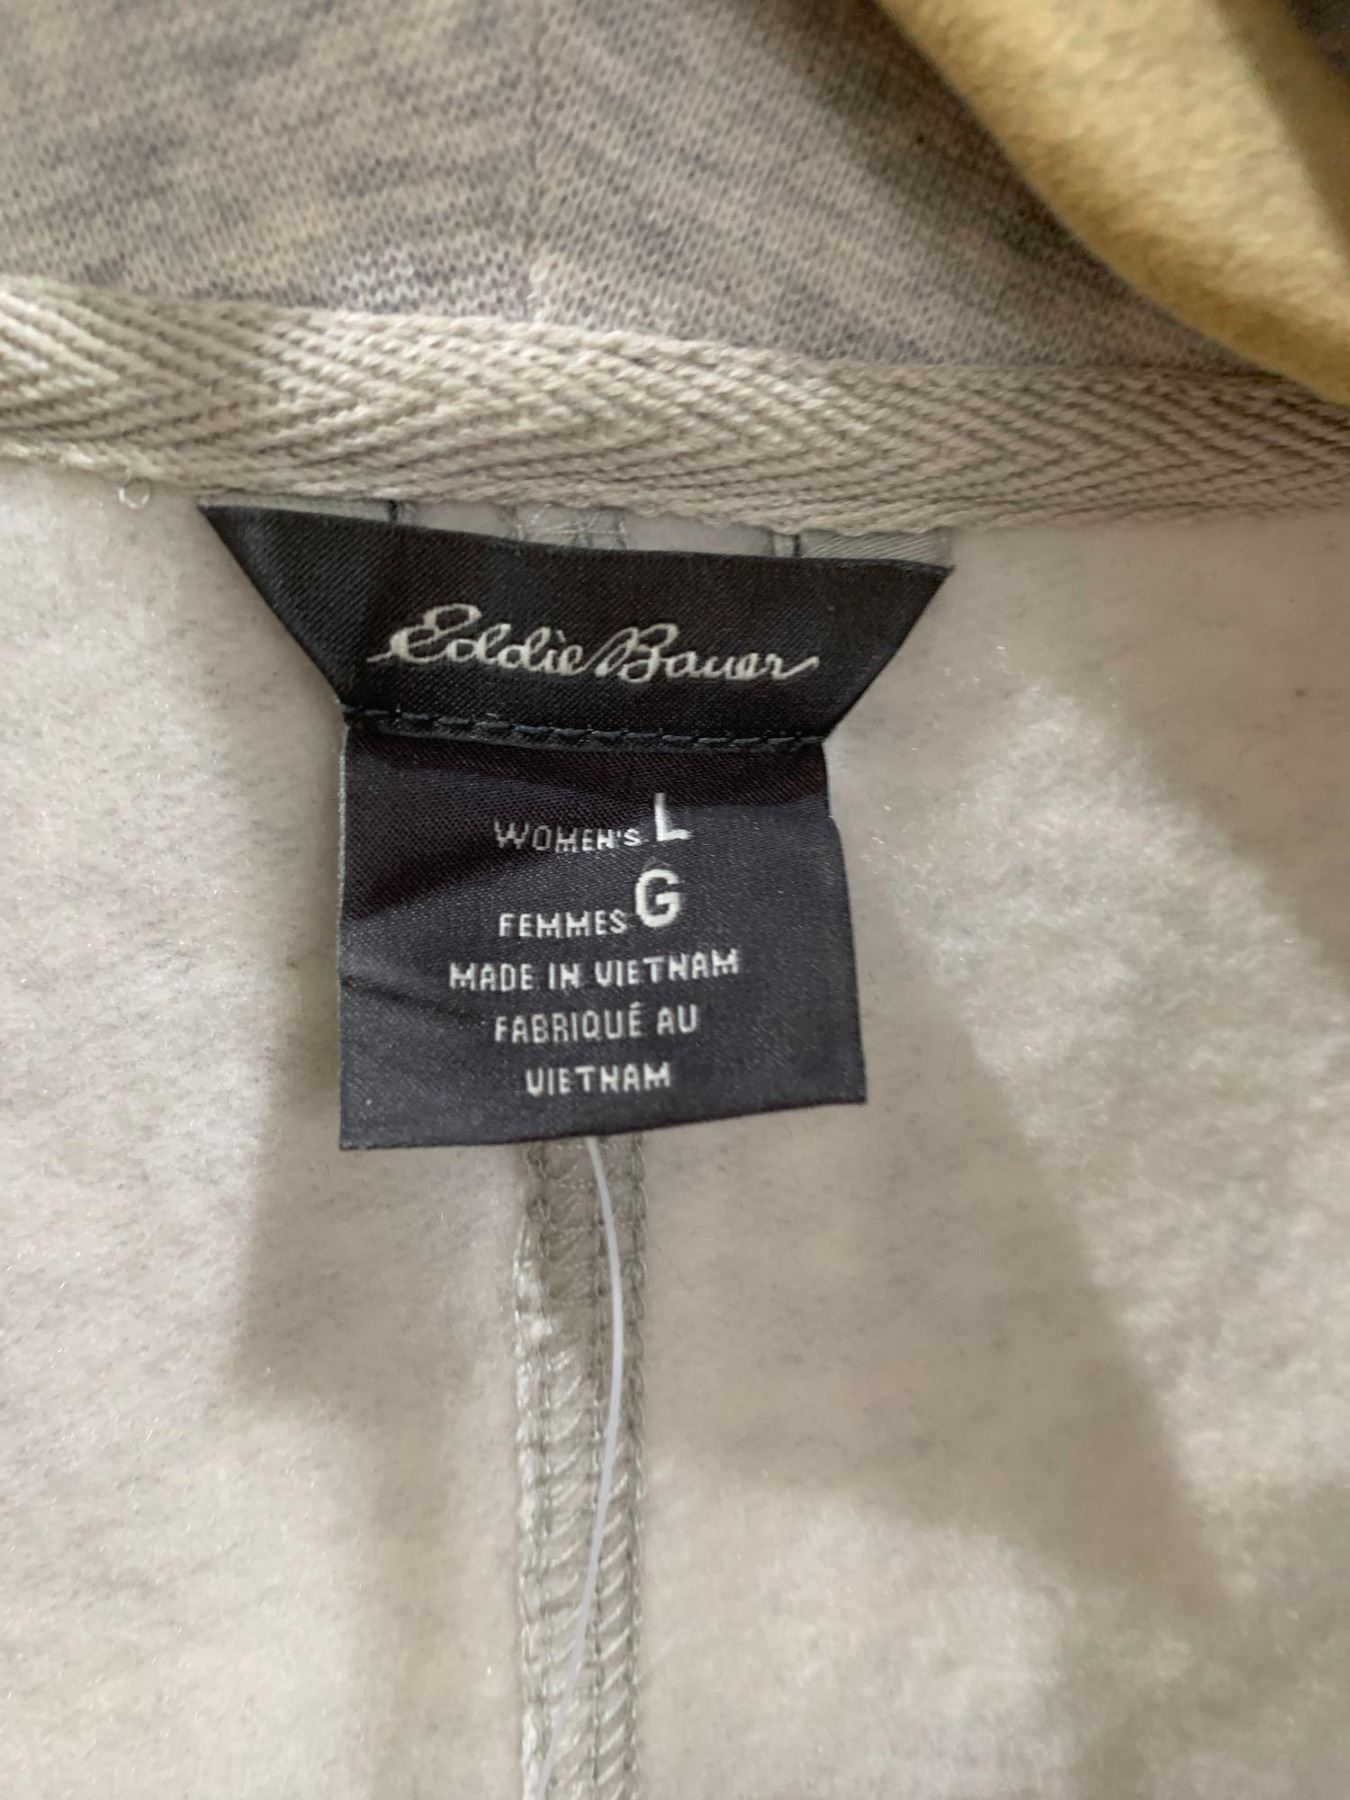 Eddie Bauer
WOMEN'S L
FEMMES G
MADE IN VIETNAM
FABRIQUÉ AU
VIETNAM